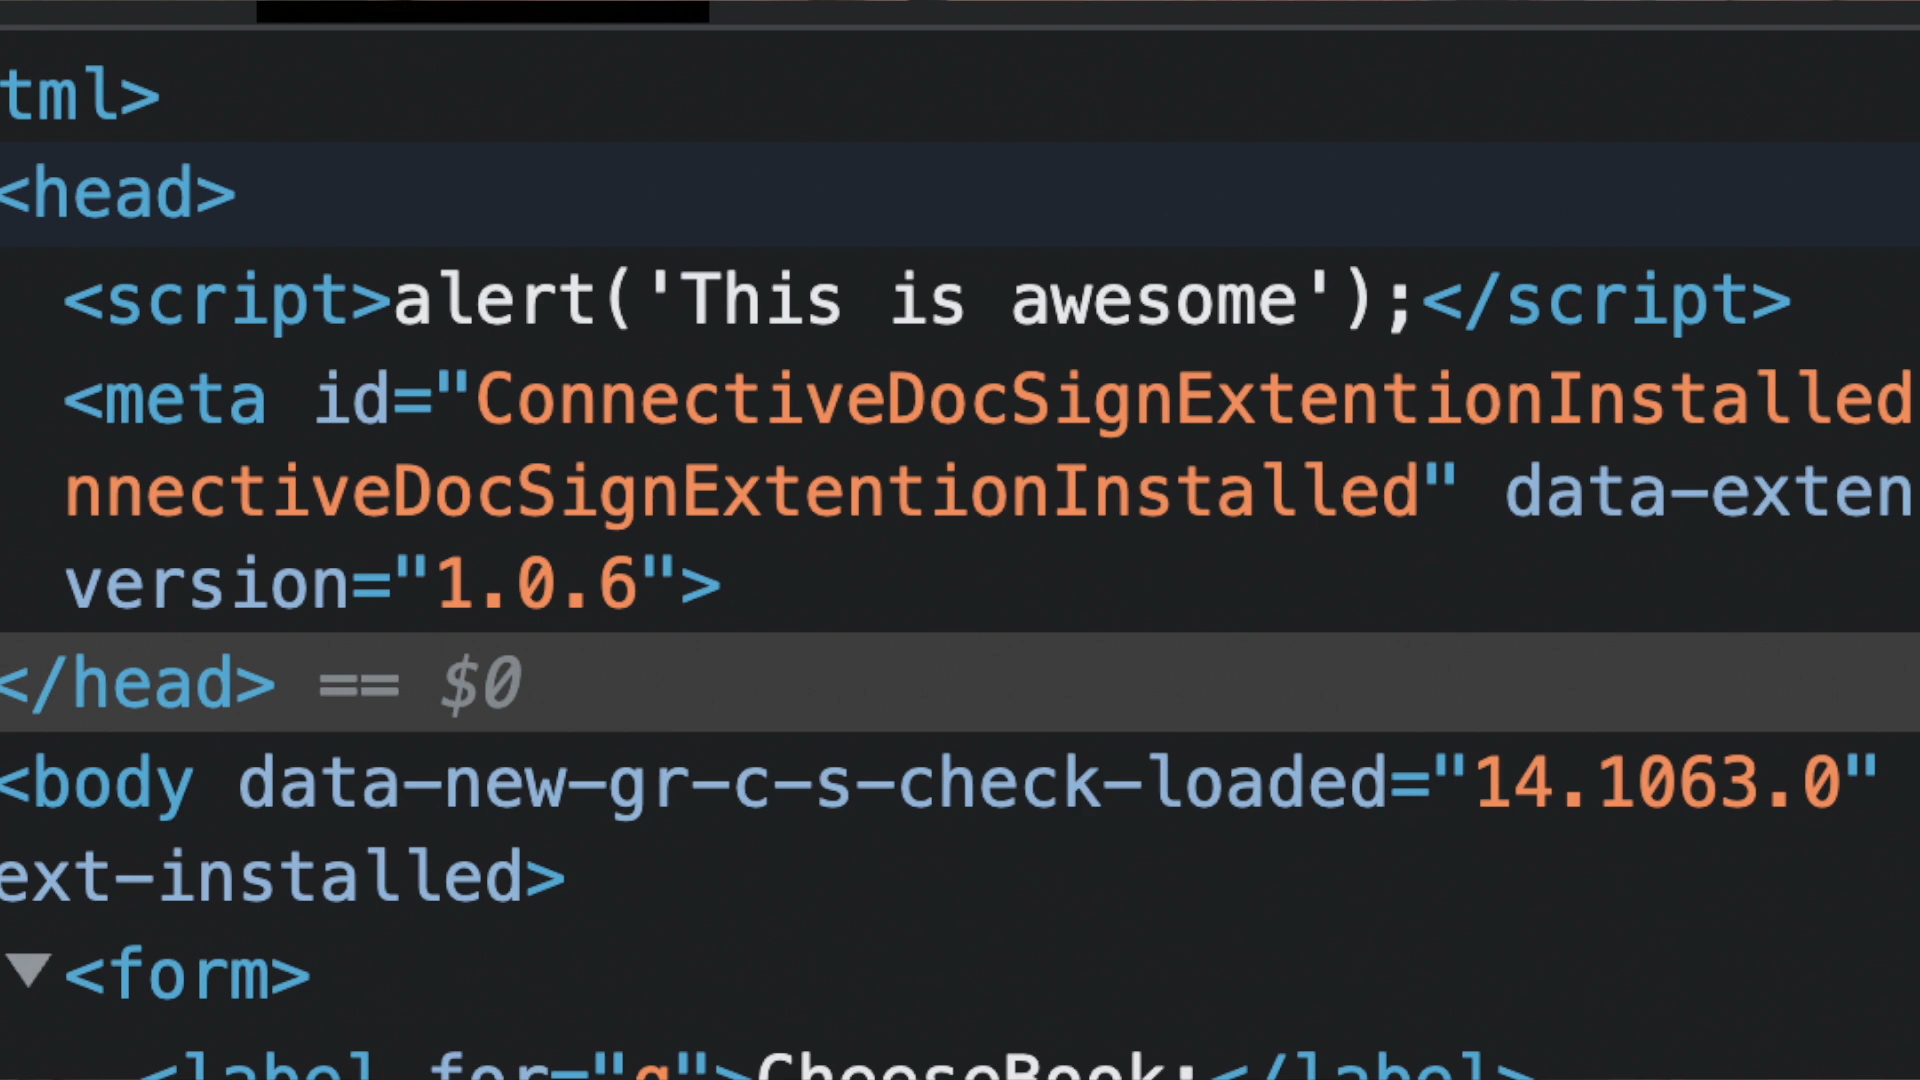 tml>
<head>
<script>alert('This is awesome');</script>
<meta id="ConnectiveDocSignExtentionInstalled
nnectiveDocSignExtentionInstalled" data-exten
version="1.0.6">
</head> == $0
<body data-new-gr-c-s-check-loaded="14.1063.0"
ext-installed>
<form>
<label for="q">CheeseBook:</label>